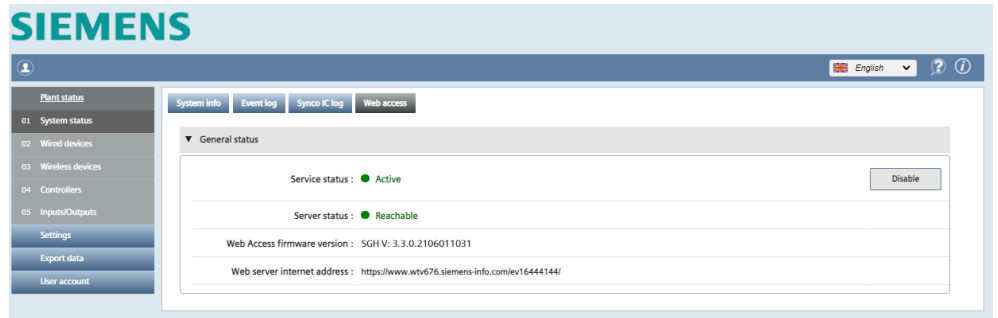 SIEMENS
English
Plant status
System info Event log Synco IC log Web access
01 System status
General status
02 Wired devices
03 Wireless devices
Service status : Active Disable
04 Controllers
05 Inputs/Outputs
Server status : Reachable
Settings
Web Access firmware version : SGH V: 3.3.0.2106011031
Export data
Web server internet address : https://www.wtv676.siemens-info.com/ev16444144/
User account